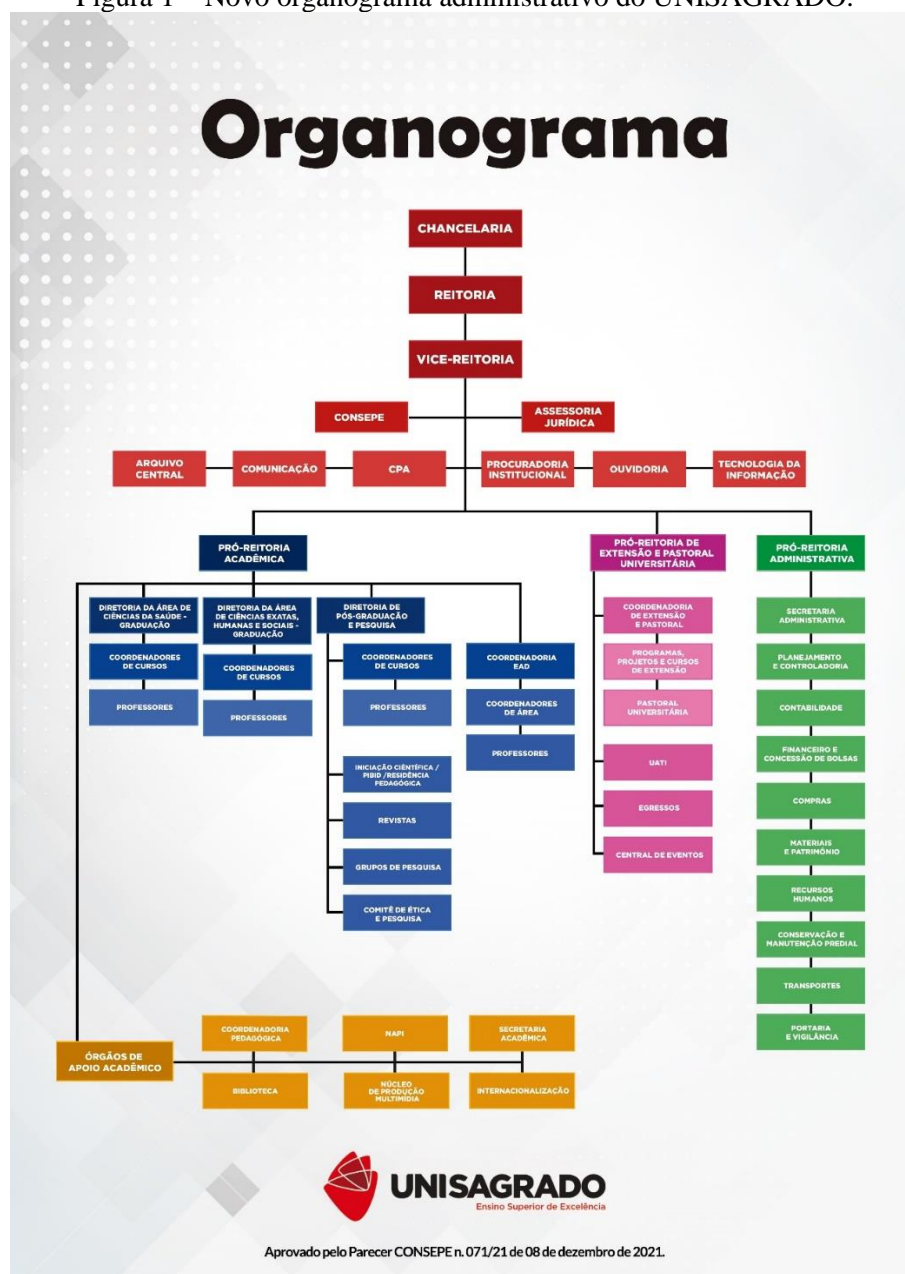 Figura 1 – Novo organograma administrativo do UNISAGRADO.
Organograma
CHANCELARIA
REITORIA
VICE-REITORIA
CONSEPE
ASSESSORIA
JURÍDICA
ARQUIVO
CENTRAL
COMUNICAÇÃO
CPA
PROCURADORIA
INSTITUCIONAL
OUVIDORIA
TECNOLOGIA DA
INFORMAÇÃO
PRÓ-REITORIA
ACADÊMICA
DIRETORIA DA ÁREA DE
CIÊNCIAS DA SAÚDE -
GRADUAÇÃO
COORDENADORES
DE CURSOS
PROFESSORES
DIRETORIA DA ÁREA
DE CIÊNCIAS EXATAS,
HUMANAS E SOCIAIS -
GRADUAÇÃO
COORDENADORES
DE CURSOS
PROFESSORES
DIRETORIA DE
PÓS-GRADUAÇÃO
E PESQUISA
COORDENADORES
DE CURSOS
PROFESSORES
INICIAÇÃO CIENTÍFICA /
PIBID /RESIDÊNCIA
PEDAGÓGICA
REVISTAS
GRUPOS DE PESQUISA
COMITÊ DE ÉTICA
E PESQUISA
COORDENADORIA
EAD
COORDENADORES
DE ÁREA
PROFESSORES
PRÓ-REITORIA DE
EXTENSÃO E PASTORAL
UNIVERSITÁRIA
COORDENADORIA
DE EXTENSÃO
E PASTORAL
PROGRAMAS,
PROJETOS E CURSOS
DE EXTENSÃO
PASTORAL
UNIVERSITÁRIA
UATI
EGRESSOS
CENTRAL DE EVENTOS
PRÓ-REITORIA
ADMINISTRATIVA
SECRETARIA
ADMINISTRATIVA
PLANEJAMENTO
E CONTROLADORIA
CONTABILIDADE
FINANCEIRO E
CONCESSÃO DE BOLSAS
COMPRAS
MATERIAIS
E PATRIMÔNIO
RECURSOS
HUMANOS
CONSERVAÇÃO E
MANUTENÇÃO PREDIAL
TRANSPORTES
PORTARIA
E VIGILÂNCIA
ÓRGÃOS DE
APOIO ACADÊMICO
COORDENADORIA
PEDAGÓGICA
NAPI
SECRETARIA
ACADÊMICA
BIBLIOTECA
NÚCLEO
DE PRODUÇÃO
MULTIMÍDIA
INTERNACIONALIZAÇÃO
UNISAGRADO
Ensino Superior de Excelência
Aprovado pelo Parecer CONSEPE n. 071/21 de 08 de dezembro de 2021.